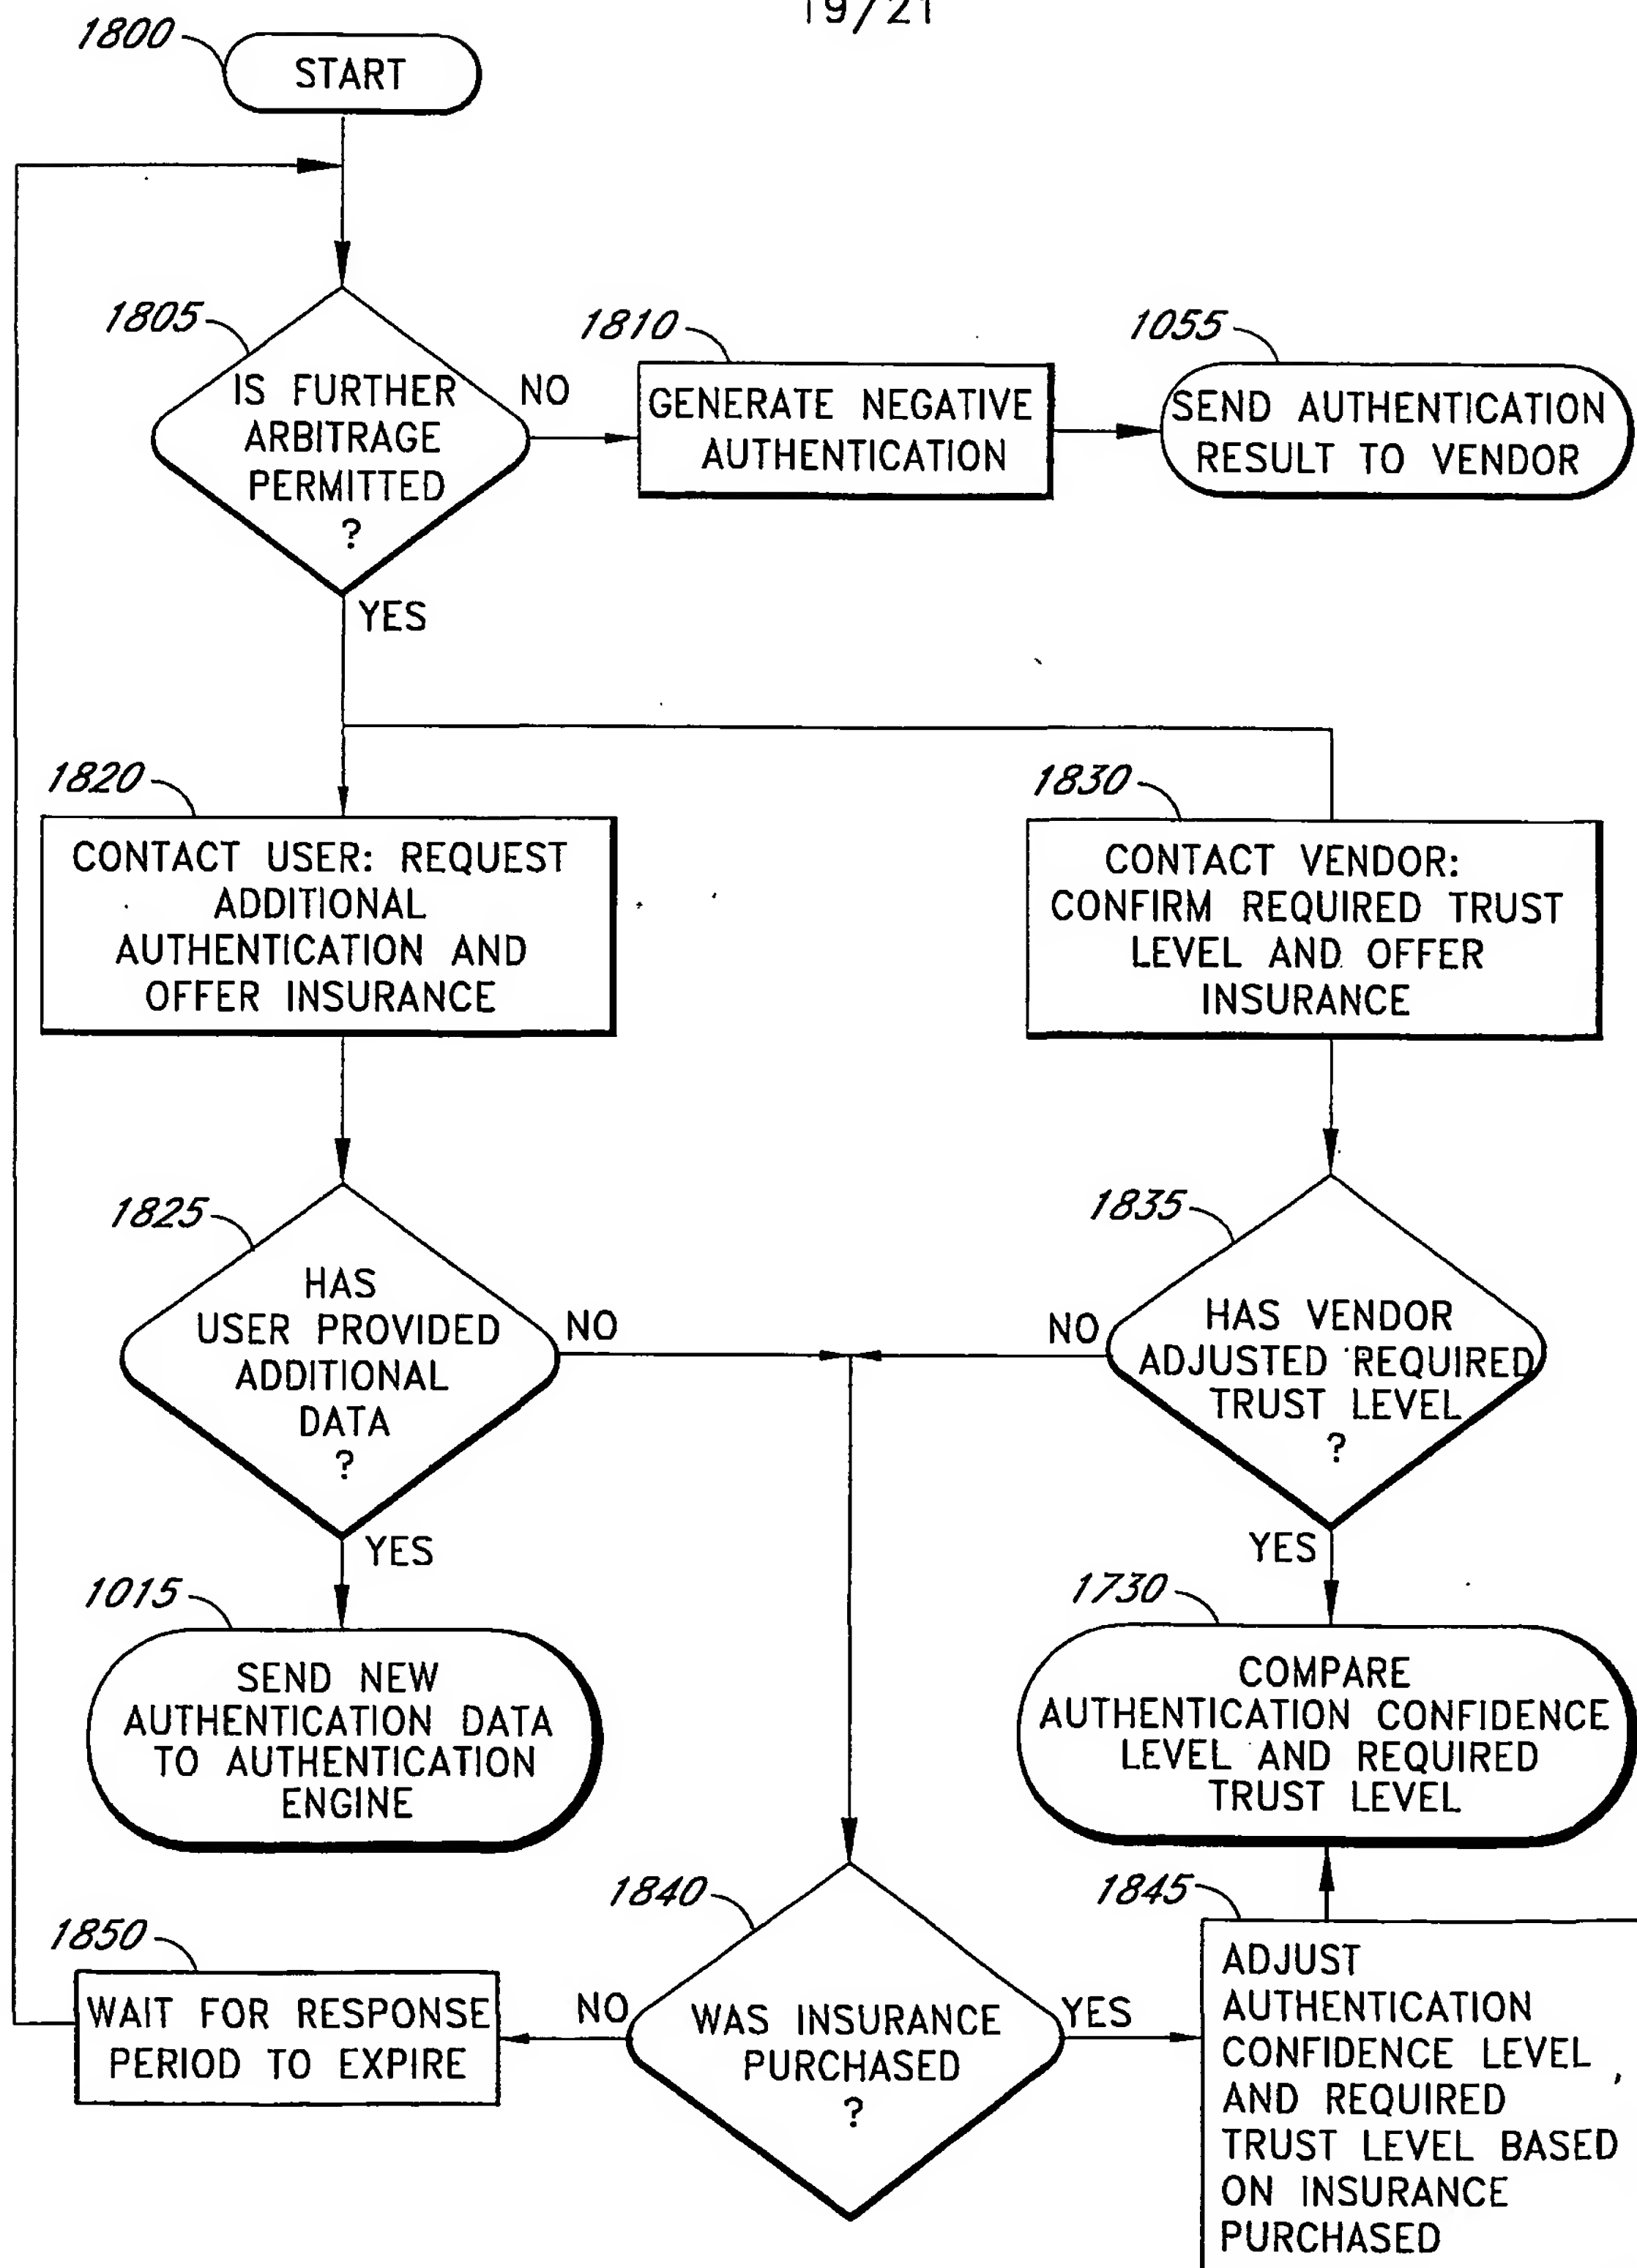 19/21
1800
START
1805
IS FURTHER
ARBITRAGE
PERMITTED
?
NO
YES
1810
GENERATE NEGATIVE
AUTHENTICATION
1055
SEND AUTHENTICATION
RESULT TO VENDOR
1820
CONTACT USER: REQUEST
ADDITIONAL
AUTHENTICATION AND
OFFER INSURANCE
1830
CONTACT VENDOR:
CONFIRM REQUIRED TRUST
LEVEL AND OFFER
INSURANCE
1825
HAS
USER PROVIDED
ADDITIONAL
DATA
?
NO
YES
1835
HAS VENDOR
ADJUSTED REQUIRED
TRUST LEVEL
?
NO
YES
1015
SEND NEW
AUTHENTICATION DATA
TO AUTHENTICATION
ENGINE
1730
COMPARE
AUTHENTICATION CONFIDENCE
LEVEL AND REQUIRED
TRUST LEVEL
1840
WAS INSURANCE
PURCHASED
?
NO
YES
1850
WAIT FOR RESPONSE
PERIOD TO EXPIRE
1845
ADJUST
AUTHENTICATION
CONFIDENCE LEVEL
AND REQUIRED
TRUST LEVEL BASED
ON INSURANCE
PURCHASED